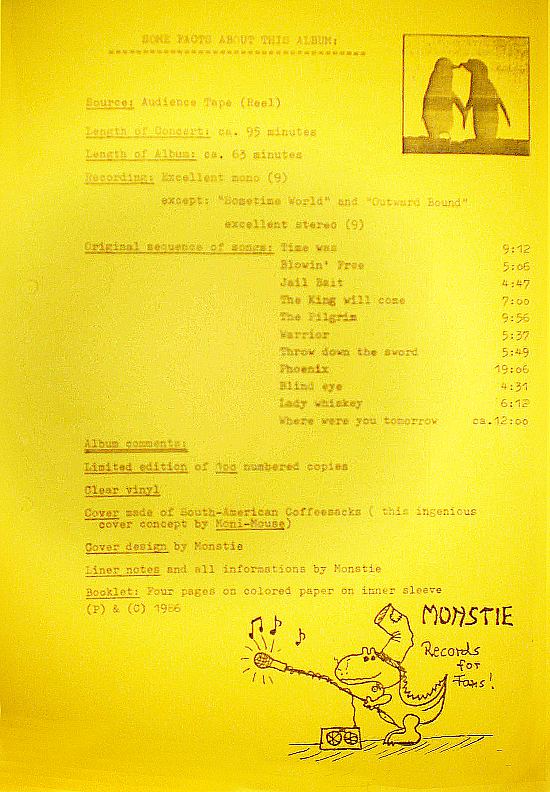 SOME FACTS ABOUT THIS ALBUM:
Source: Audience Tape (Reel)
Length of Concert: ca. 95 minutes
Length of Album: ca. 63 minutes
Recording: Excellent mono (9)
except: "Sometime World" and "Outward Bound"
excellent stereo (9)
Original sequence of songs: Time was 9:12
Blowin' Free 5:o6
Jail Bait 4:47
The King will come 7:oo
The Pilgrim 9:56
Warrior 5:37
Throw down the sword 5:49
Phoenix 19:o6
Blind eye 4:31
Lady whiskey 6:12
Where were you tomorrow ca.12:oo
Album comments:
Limited edition of 1oo numbered copies
Clear vinyl
Cover made of South-American Coffeesacks ( this ingenious
cover concept by Moni-Mouse)
Cover design by Monstie
Liner notes and all informations by Monstie
Booklet: Four pages on colored paper on inner sleeve
(P) & (C) 1986
MONSTIE
Records
for
Fans!